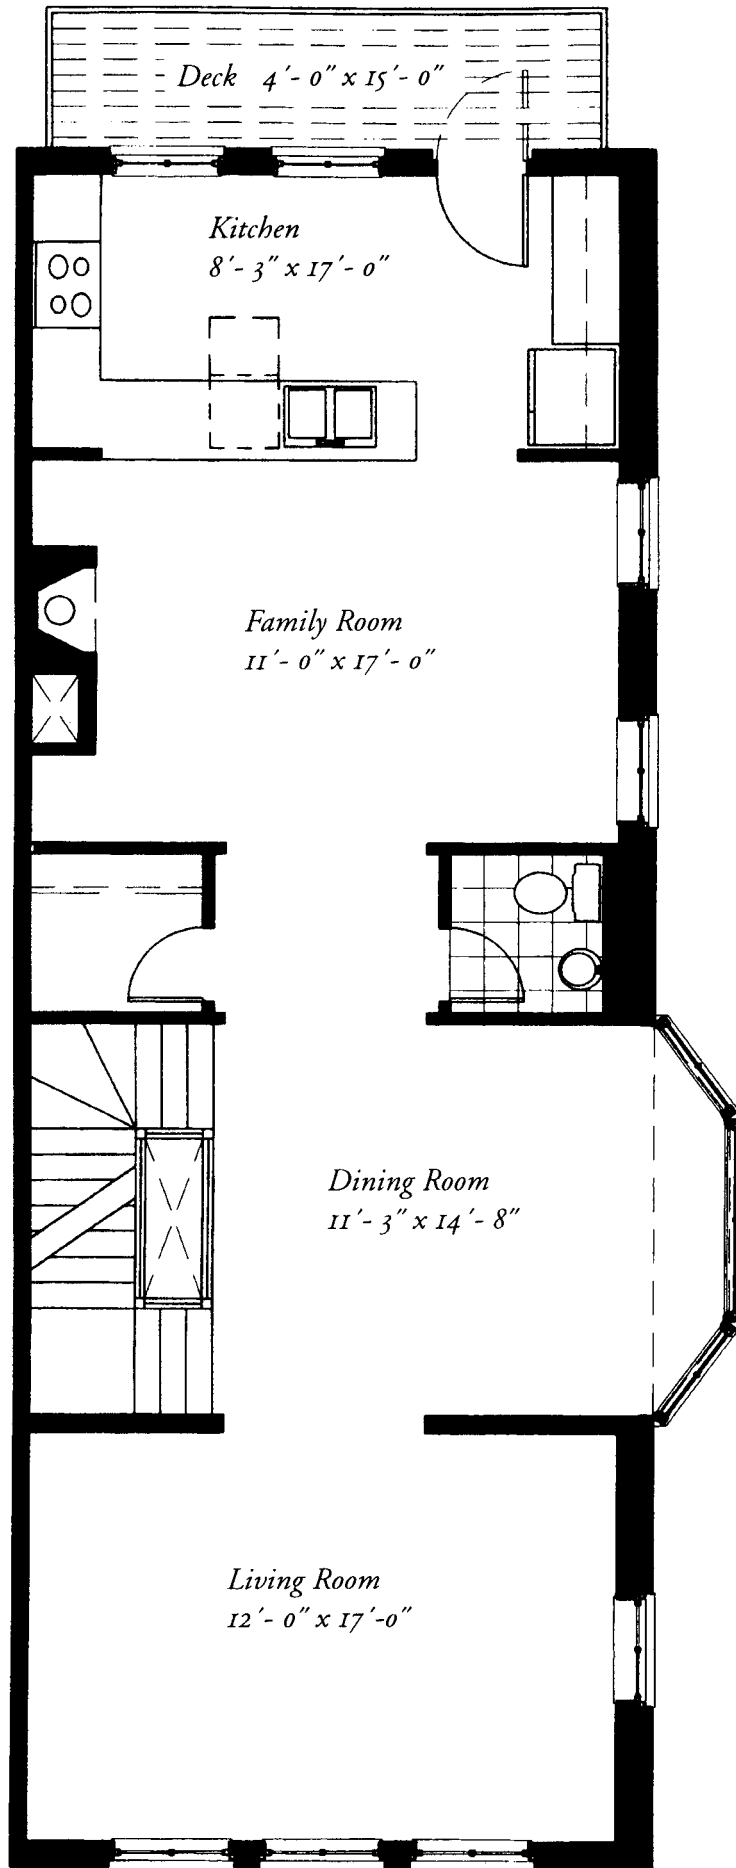 Deck 4'- 0" x 15'- 0"
Kitchen
8'- 3" x 17'- 0"
Family Room
11'- 0" x 17'- 0"
Dining Room
11'- 3" x 14'- 8"
Living Room
12'- 0" x 17'-0"